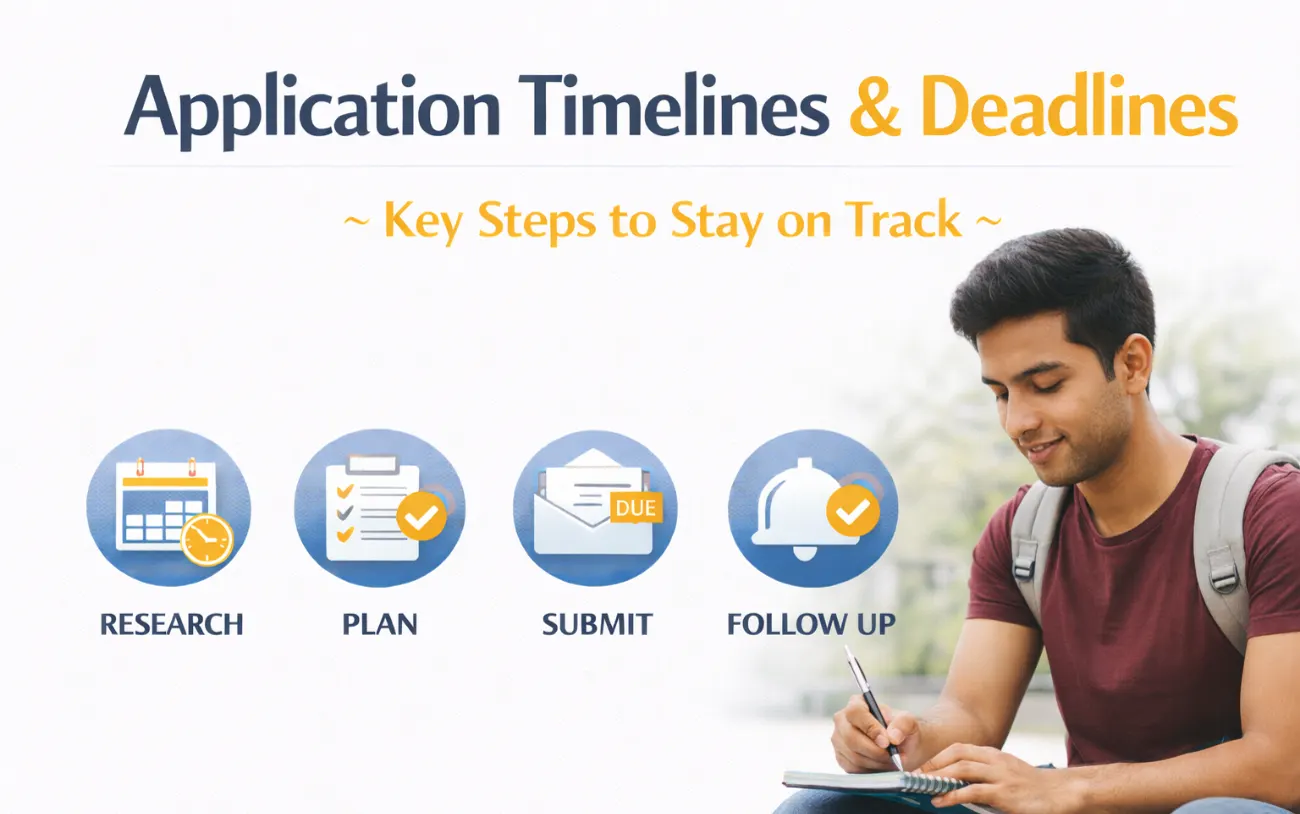 Application Timelines & Deadlines
~ Key Steps to Stay on Track ~
DUE
RESEARCH
PLAN
SUBMIT
FOLLOW UP